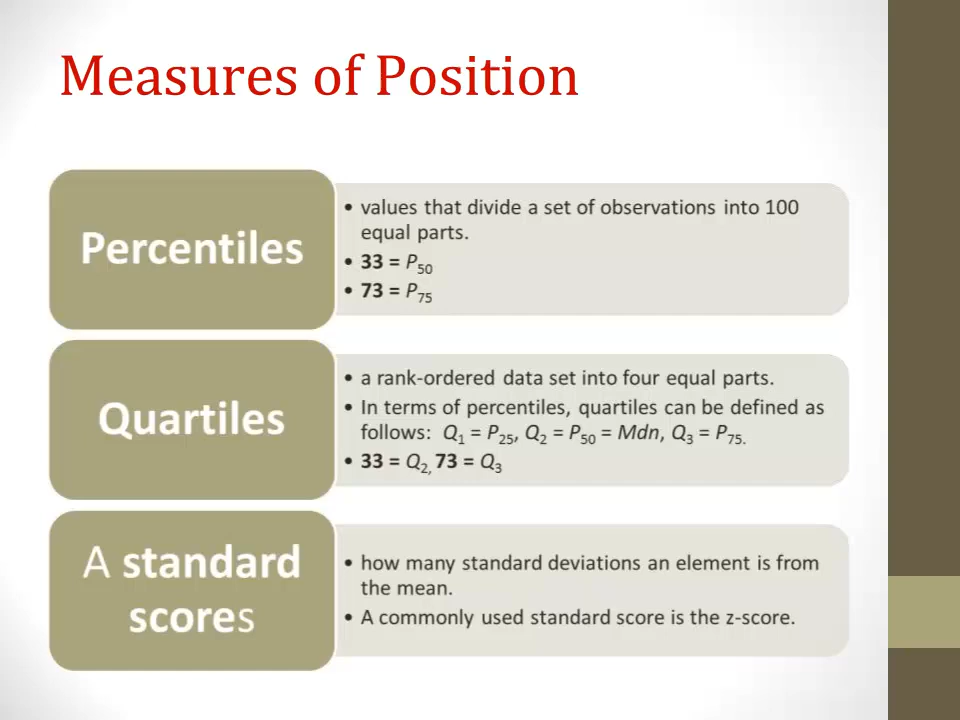 Measures of Position
Percentiles
• values that divide a set of observations into 100
equal parts.
• 33 = P50
• 73 = P75
Quartiles
• a rank-ordered data set into four equal parts.
• In terms of percentiles, quartiles can be defined as
follows: Q1 = P25, Q2 = P50 = Mdn, Q3 = P75.
• 33 = Q2, 73 = Q3
A standard
scores
• how many standard deviations an element is from
the mean.
• A commonly used standard score is the z-score.